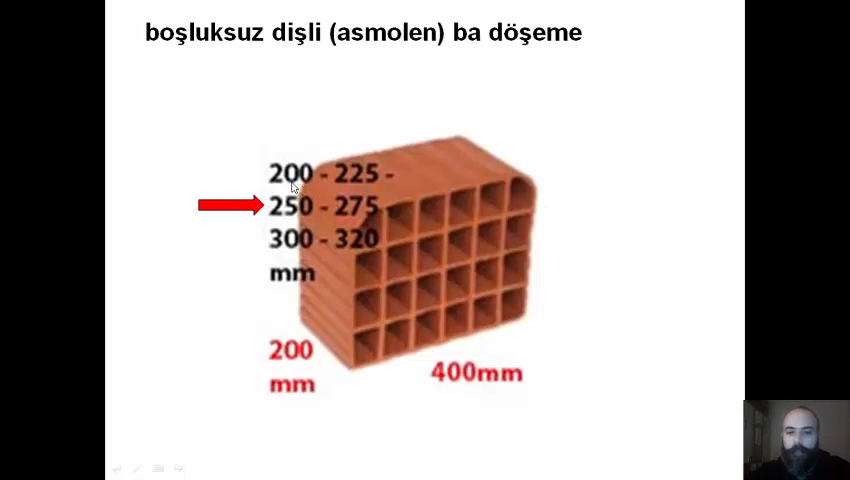 boşluksuz dişli (asmolen) ba döşeme
200 - 225 -
250 - 275 -
300 - 320
mm
200
mm
400mm